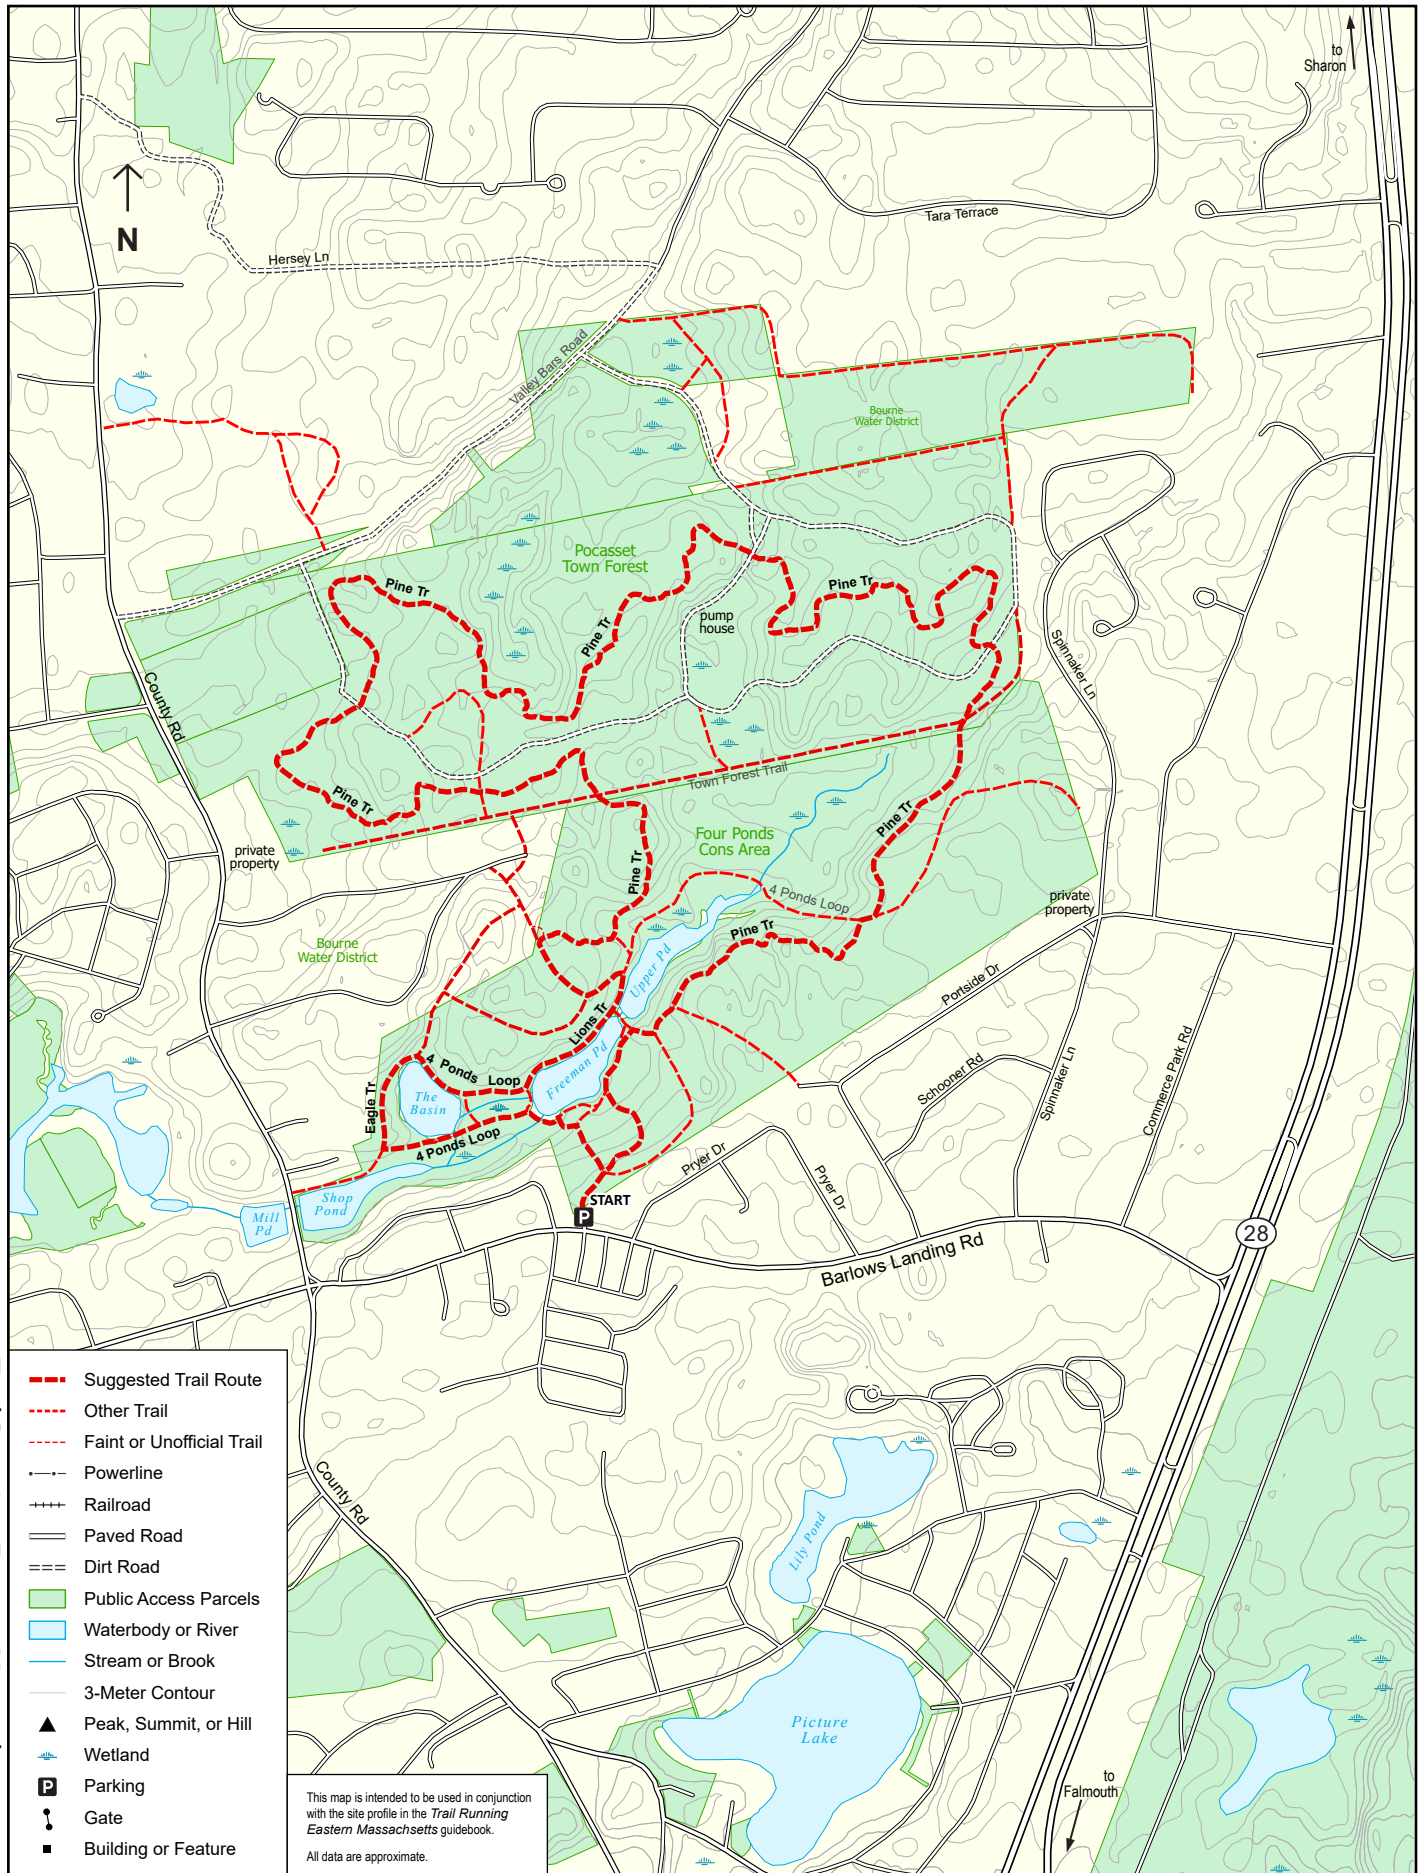 to
Sharon
N
Tara Terrace
Hersey Ln
Valley Bars Road
Bourne
Water District
Pocasset
Town Forest
Pine Tr
Pine Tr
Pine Tr
pump
house
Spinnaker Ln
County Rd
Pine Tr
Town Forest Trail
Pine Tr
Four Ponds
Cons Area
private
property
Pine Tr
4 Ponds Loop
private
property
Pine Tr
Bourne
Water District
Upper Pd
Portside Dr
Lions Tr
Freeman Pd
4 Ponds Loop
Schooner Rd
Spinnaker Ln
Commerce Park Rd
The
Basin
Eagle Tr
4 Ponds Loop
Pryer Dr
Pryer Dr
START
P
Shop
Pond
Mill
Pd
28
Barlows Landing Rd
Suggested Trail Route
Other Trail
Faint or Unofficial Trail
Powerline
Railroad
Paved Road
Dirt Road
Public Access Parcels
Waterbody or River
Stream or Brook
3-Meter Contour
Peak, Summit, or Hill
Wetland
P Parking
Gate
Building or Feature
County Rd
Lily Pond
Picture
Lake
to
Falmouth
This map is intended to be used in conjunction
with the site profile in the Trail Running
Eastern Massachsetts guidebook.
All data are approximate.